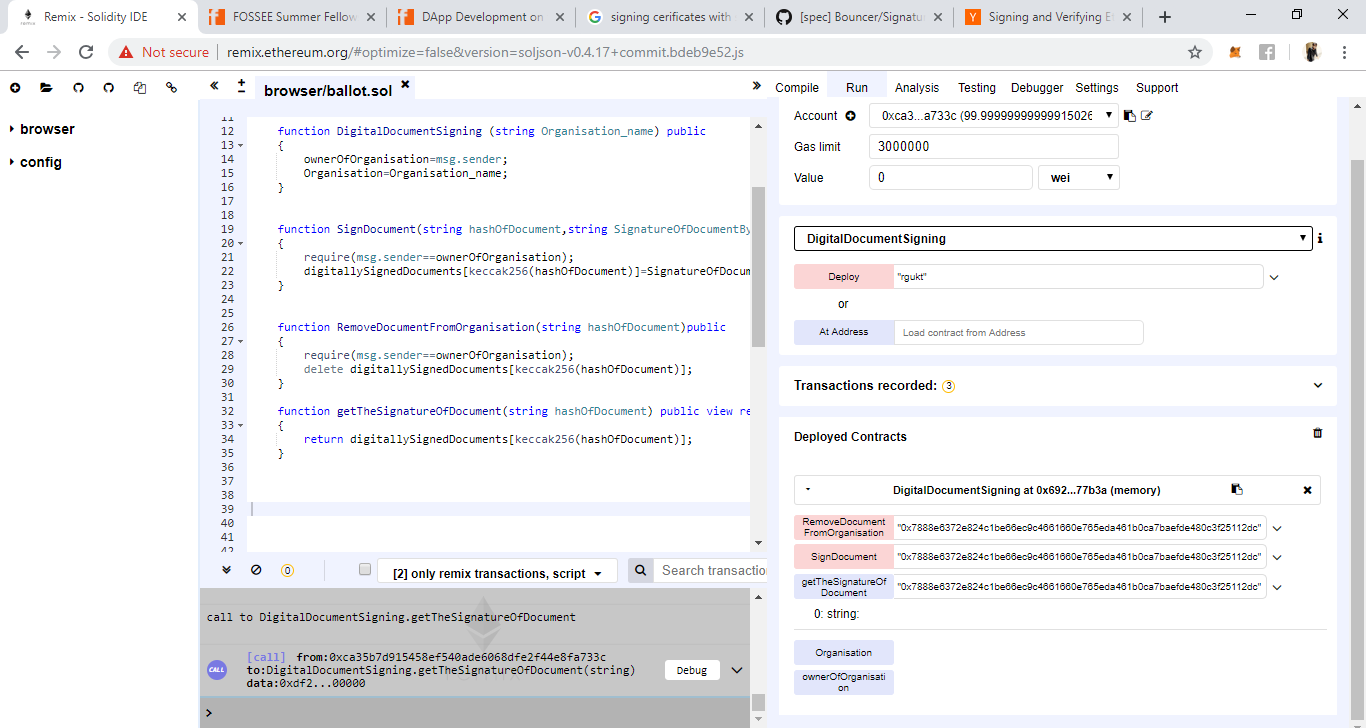 Remix - Solidity IDE
FOSSEE Summer Fellow
DApp Development on
signing cerificates with
[spec] Bouncer/Signatu
Signing and Verifying Et
Not secure
remix.ethereum.org/#optimize=false&version=soljson-v0.4.17+commit.bdeb9e52.js
browser/ballot.sol
Compile Run Analysis Testing Debugger Settings Support
browser
config
11
12 function DigitalDocumentSigning (string Organisation_name) public
13 {
14 ownerOfOrganisation=msg.sender;
15 Organisation=Organisation_name;
16 }
17
18
19 function SignDocument(string hashOfDocument,string SignatureOfDocumentBy
20 {
21 require(msg.sender==ownerOfOrganisation);
22 digitallySignedDocuments[keccak256(hashOfDocument)]=SignatureOfDocum
23 }
24
25
26 function RemoveDocumentFromOrganisation(string hashOfDocument)public
27 {
28 require(msg.sender==ownerOfOrganisation);
29 delete digitallySignedDocuments[keccak256(hashOfDocument)];
30 }
31
32 function getTheSignatureOfDocument(string hashOfDocument) public view re
33 {
34 return digitallySignedDocuments[keccak256(hashOfDocument)];
35 }
36
37
38
39
40
41
42
0
[2] only remix transactions, script
Search transactio
call to DigitalDocumentSigning.getTheSignatureOfDocument
CALL
[call] from:0xca35b7d915458ef540ade6068dfe2f44e8fa733c
to:DigitalDocumentSigning.getTheSignatureOfDocument(string)
data:0xdf2...00000
Debug
>
Account 0xca3...a733c (99.99999999999915026
Gas limit 3000000
Value 0 wei
DigitalDocumentSigning
Deploy "rgukt"
or
At Address Load contract from Address
Transactions recorded: 3
Deployed Contracts
DigitalDocumentSigning at 0x692...77b3a (memory)
RemoveDocument
FromOrganisation "0x7888e6372e824c1be66ec9c4661660e765eda461b0ca7baefde480c3f25112dc"
SignDocument "0x7888e6372e824c1be66ec9c4661660e765eda461b0ca7baefde480c3f25112dc"
getTheSignatureOf
Document "0x7888e6372e824c1be66ec9c4661660e765eda461b0ca7baefde480c3f25112dc"
0: string:
Organisation
ownerOfOrganisati
on